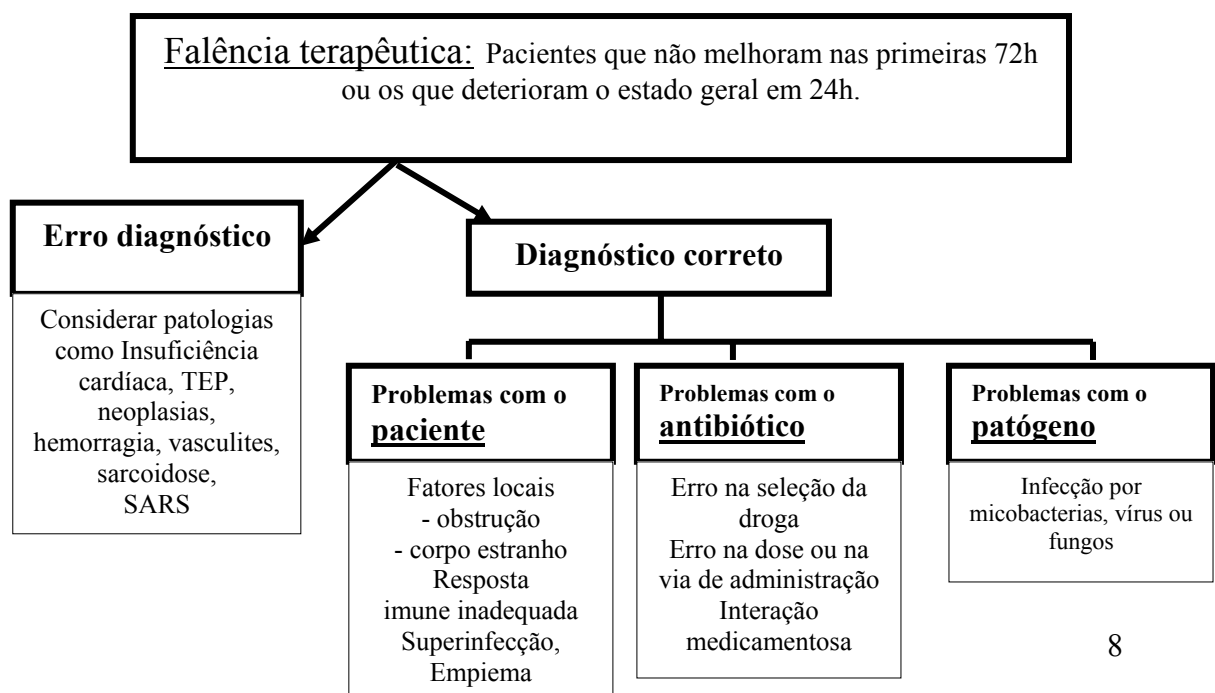 Falência terapêutica: Pacientes que não melhoram nas primeiras 72h
ou os que deterioram o estado geral em 24h.
Erro diagnóstico
Considerar patologias
como Insuficiência
cardíaca, TEP,
neoplasias,
hemorragia, vasculites,
sarcoidose,
SARS
Diagnóstico correto
Problemas com o
paciente
Fatores locais
- obstrução
- corpo estranho
Resposta
imune inadequada
Superinfecção,
Empiema
Problemas com o
antibiótico
Erro na seleção da
droga
Erro na dose ou na
via de administração
Interação
medicamentosa
Problemas com o
patógeno
Infecção por
micobacterias, vírus ou
fungos
8